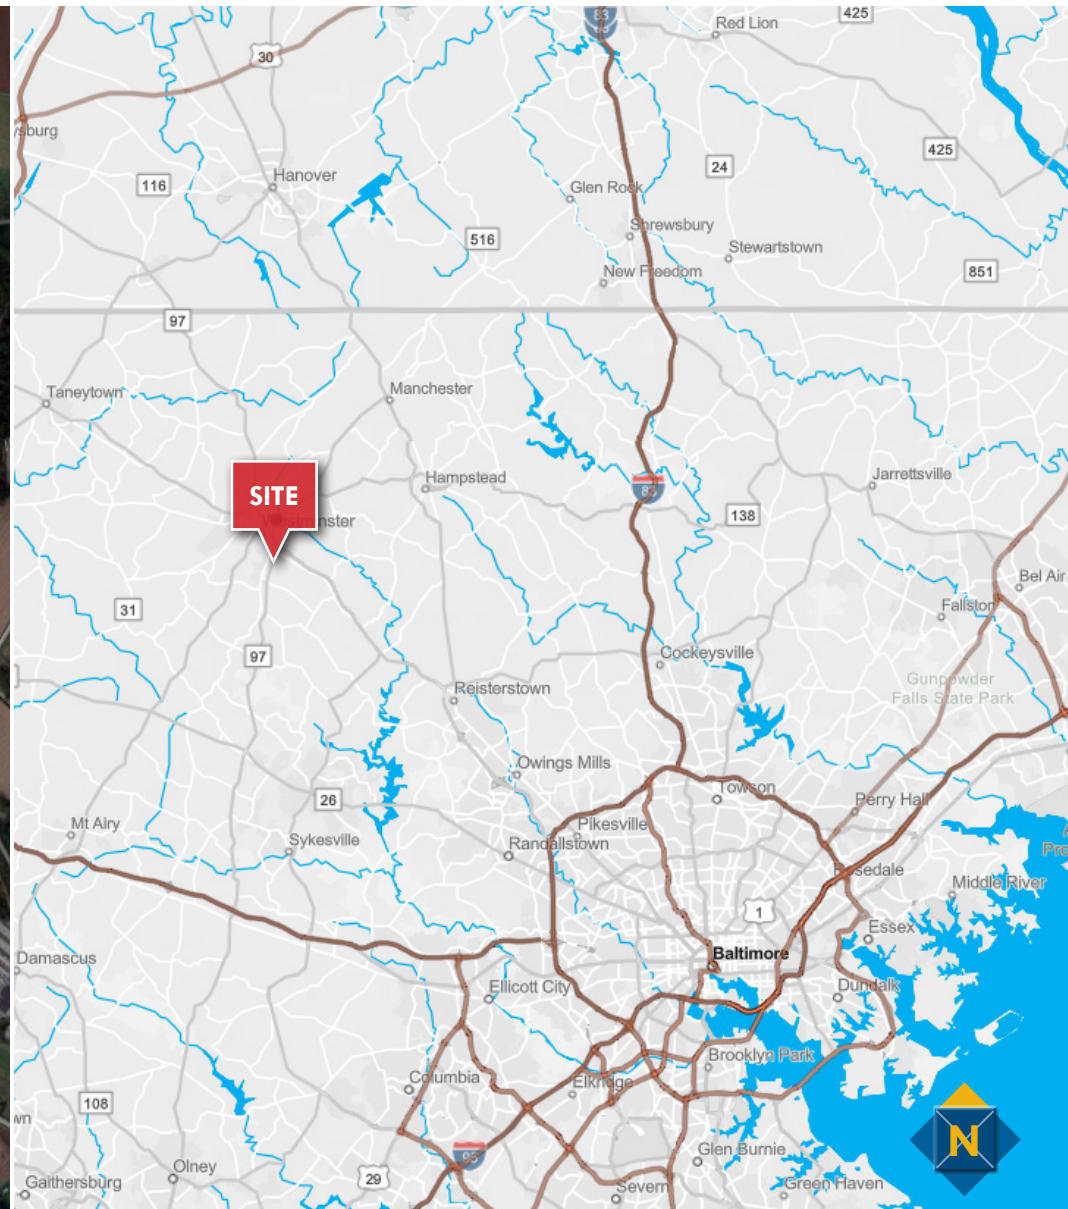 83
Red Lion
425
30
ysburg
Hanover
116
24
425
Glen Rock
516
Shrewsbury
Stewartstown
New Freedom
851
97
Taneytown
Manchester
Hampstead
Jarrettsville
SITE
83
138
31
Bel Air
Fallston
97
Cockeysville
Reisterstown
Gunpowder
Falls State Park
Owings Mills
Towson
26
Perry Hall
Mt Airy
Pikesville
Sykesville
Randallstown
Rosedale
Middle River
1
Essex
Baltimore
Damascus
Ellicott City
Dundalk
Brooklyn Park
Columbia
Elkridge
108
wn
N
95
Glen Burnie
Olney
29
Gaithersburg
Severn
Green Haven